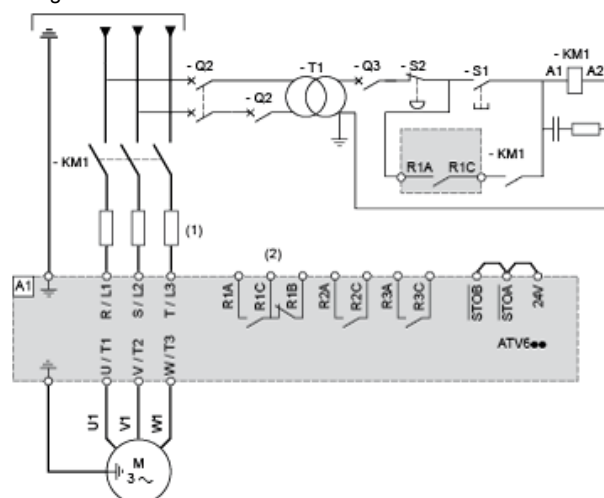 - Q2
- T1
- Q3
- S2
- S1
- KM1
A1
A2
- Q2
- KM1
- KM1
R1A
R1C
(1)
(2)
A1
R / L1
S / L2
T / L3
R1A
R1C
R1B
R2A
R2C
R3A
R3C
STOB
STOA
24V
ATV6●●
U / T1
V / T2
W / T3
U1
V1
W1
M
3 ~